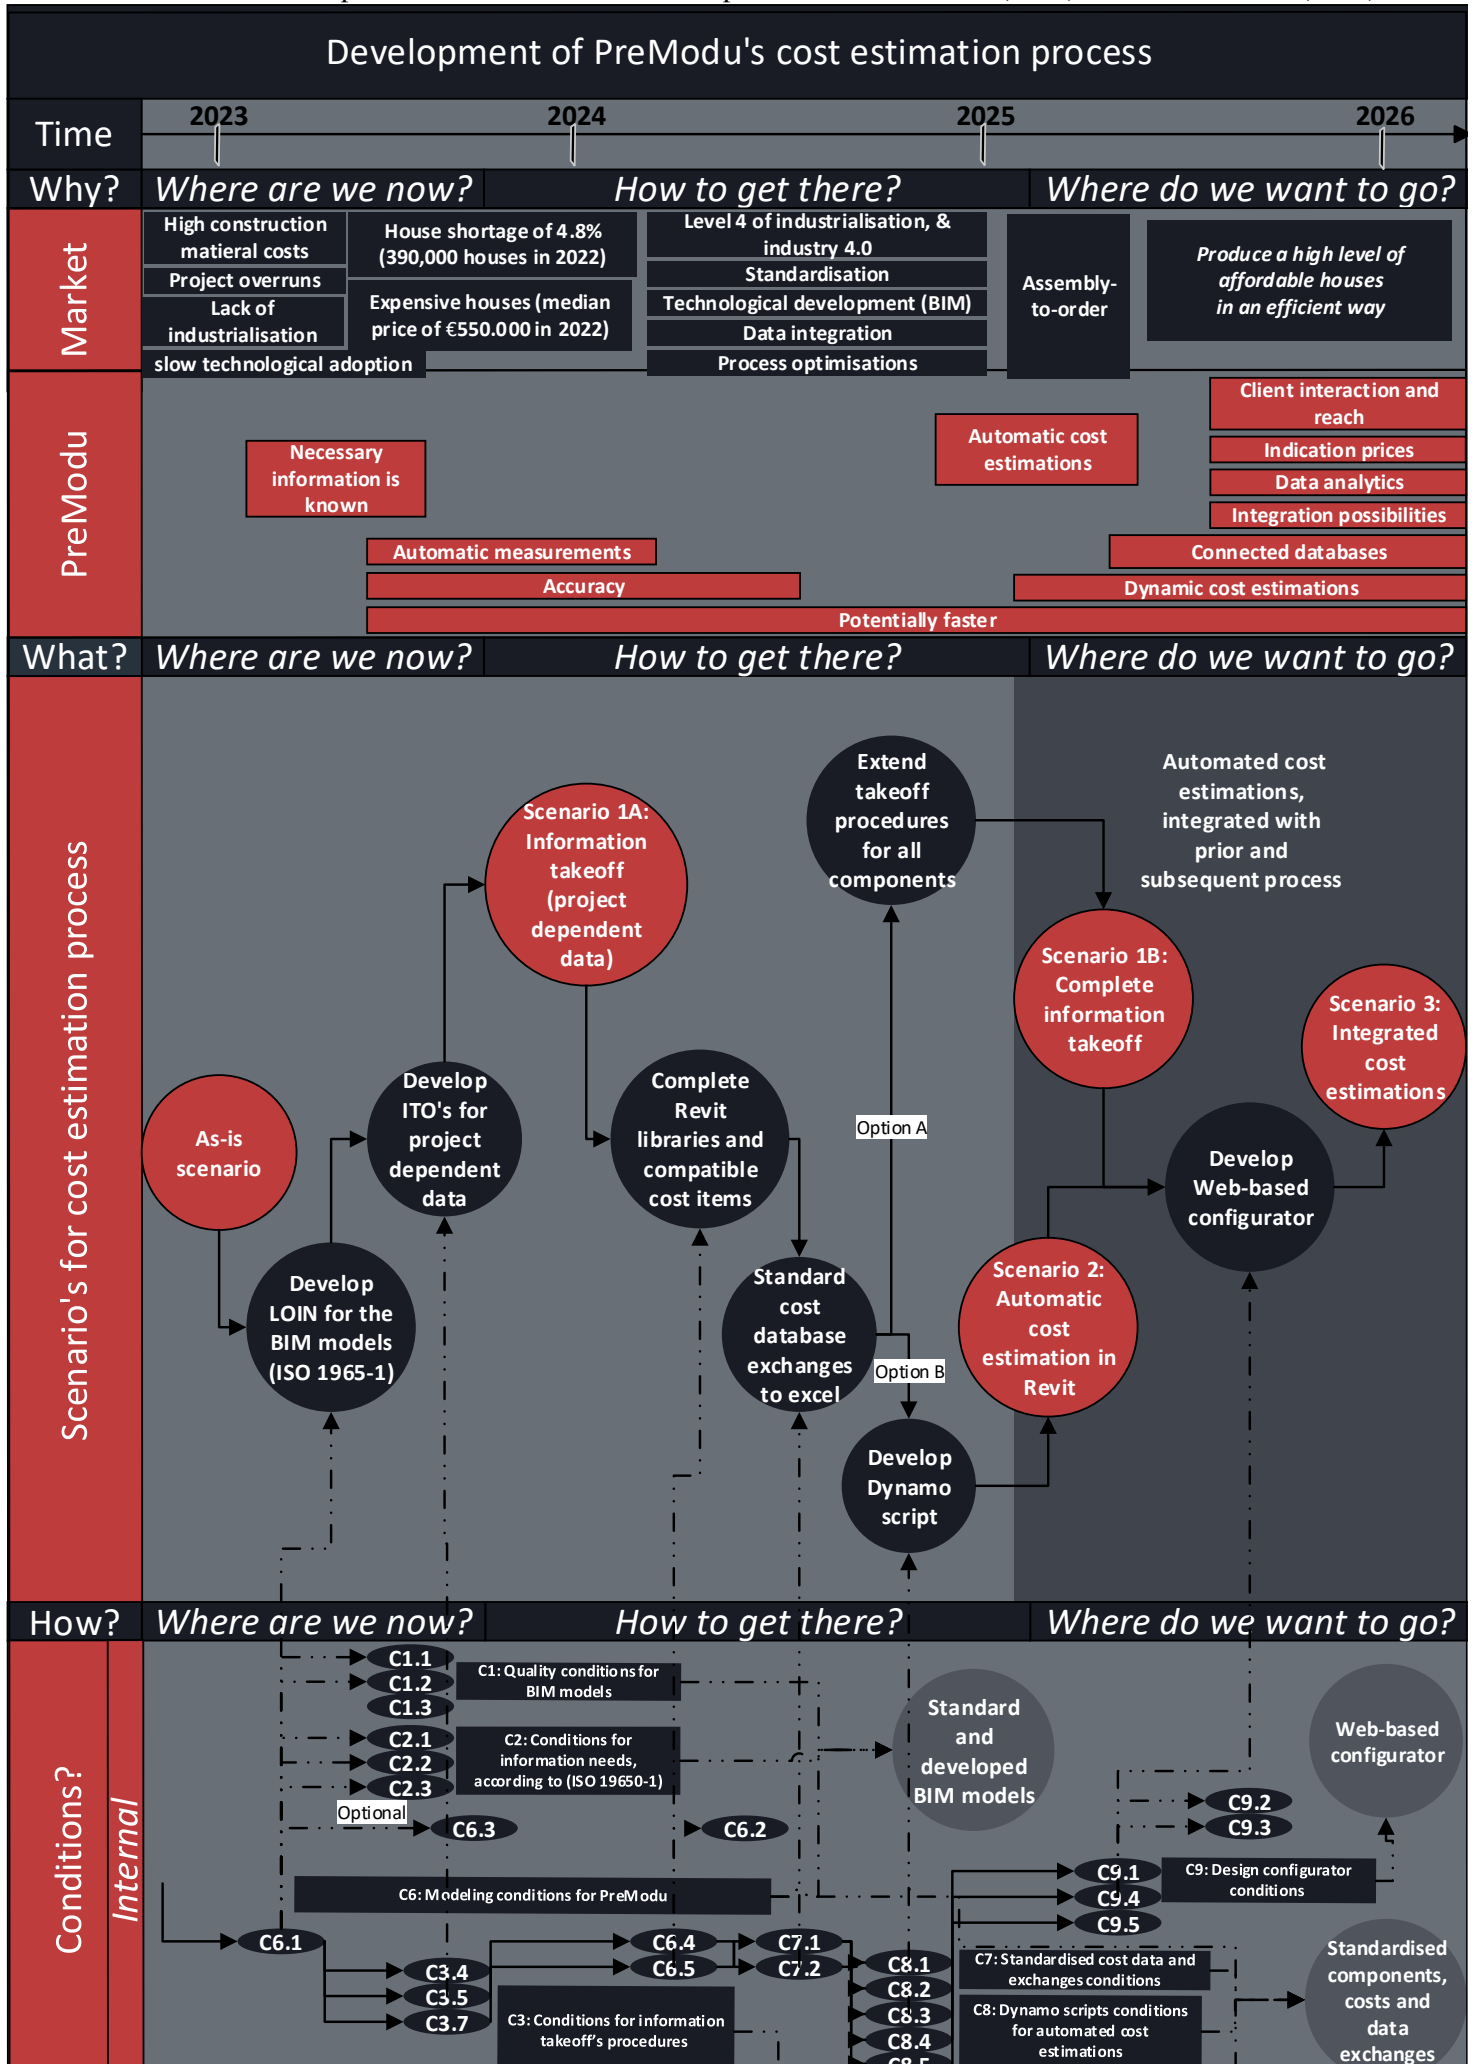 Development of PreModu's cost estimation process
Time
2023
2024
2025
2026
Why?
Where are we now?
How to get there?
Where do we want to go?
Market
High construction
matieral costs
Project overruns
Lack of
industrialisation
slow technological adoption
House shortage of 4.8%
(390,000 houses in 2022)
Expensive houses (median
price of €550.000 in 2022)
Level 4 of industrialisation, &
industry 4.0
Standardisation
Technological development (BIM)
Data integration
Process optimisations
Assembly-
to-order
Produce a high level of
affordable houses
in an efficient way
PreModu
Necessary
information is
known
Automatic cost
estimations
Client interaction and
reach
Indication prices
Data analytics
Integration possibilities
Automatic measurements
Connected databases
Accuracy
Dynamic cost estimations
Potentially faster
What?
Where are we now?
How to get there?
Where do we want to go?
Scenario's for cost estimation process
As-is
scenario
Develop
LOIN for the
BIM models
(ISO 1965-1)
Develop
ITO's for
project
dependent
data
Scenario 1A:
Information
takeoff
(project
dependent
data)
Complete
Revit
libraries and
compatible
cost items
Standard
cost
database
exchanges
to excel
Option A
Option B
Extend
takeoff
procedures
for all
components
Develop
Dynamo
script
Automated cost
estimations,
integrated with
prior and
subsequent process
Scenario 1B:
Complete
information
takeoff
Scenario 2:
Automatic
cost
estimation in
Revit
Develop
Web-based
configurator
Scenario 3:
Integrated
cost
estimations
How?
Where are we now?
How to get there?
Where do we want to go?
Conditions?
Internal
C1.1
C1.2
C1.3
C1: Quality conditions for
BIM models
C2.1
C2.2
C2.3
C2: Conditions for
information needs,
according to (ISO 19650-1)
Optional
C6.3
C6.2
Standard
and
developed
BIM models
Web-based
configurator
C9.2
C9.3
C9.1
C9.4
C9.5
C9: Design configurator
conditions
C6: Modeling conditions for PreModu
C6.1
C3.4
C3.5
C3.7
C6.4
C6.5
C7.1
C7.2
C3: Conditions for information
takeoff's procedures
C8.1
C8.2
C8.3
C8.4
C8.5
C7: Standardised cost data and
exchanges conditions
C8: Dynamo scripts conditions
for automated cost
estimations
Standardised
components,
costs and
data
exchanges